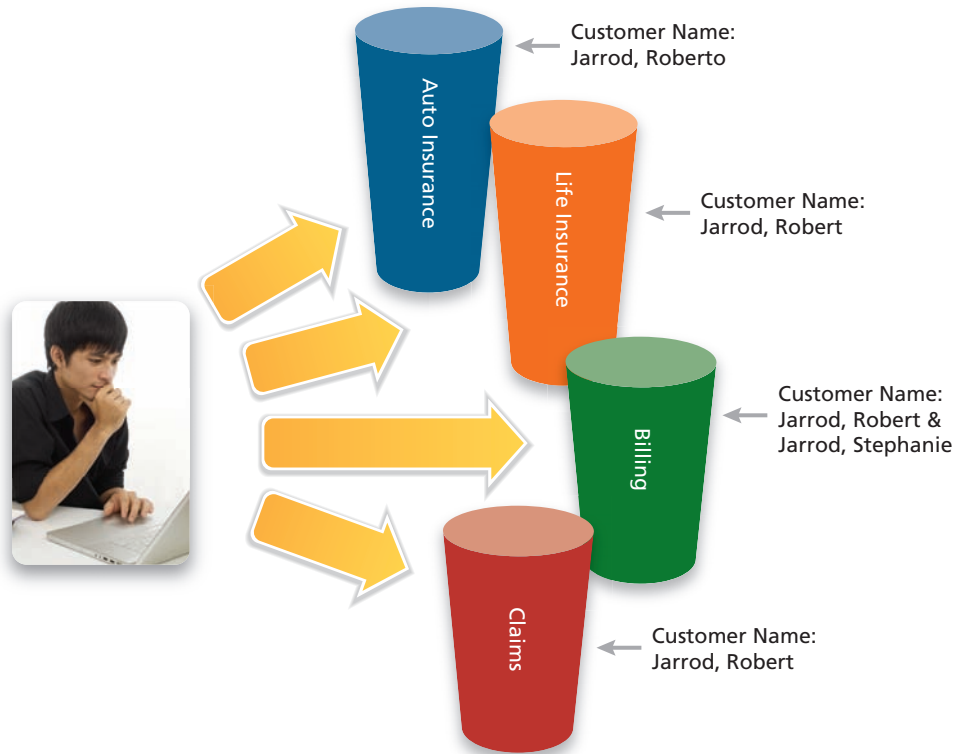 Customer Name:
Jarrod, Roberto
Auto Insurance
Life Insurance
Customer Name:
Jarrod, Robert
Billing
Customer Name:
Jarrod, Robert &
Jarrod, Stephanie
Claims
Customer Name:
Jarrod, Robert